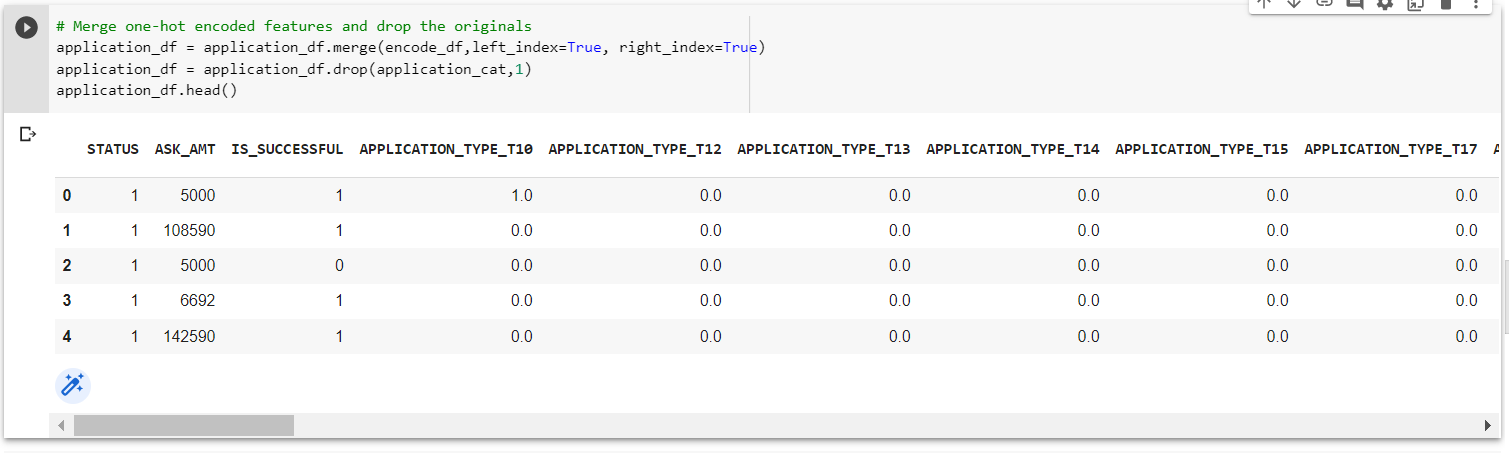 # Merge one-hot encoded features and drop the originals
application_df = application_df.merge(encode_df,left_index=True, right_index=True)
application_df = application_df.drop(application_cat,1)
application_df.head()
STATUS ASK_AMT IS_SUCCESSFUL APPLICATION_TYPE_T10 APPLICATION_TYPE_T12 APPLICATION_TYPE_T13 APPLICATION_TYPE_T14 APPLICATION_TYPE_T15 APPLICATION_TYPE_T17
0 1 5000 1 1.0 0.0 0.0 0.0 0.0 0.0
1 1 108590 1 0.0 0.0 0.0 0.0 0.0 0.0
2 1 5000 0 0.0 0.0 0.0 0.0 0.0 0.0
3 1 6692 1 0.0 0.0 0.0 0.0 0.0 0.0
4 1 142590 1 0.0 0.0 0.0 0.0 0.0 0.0